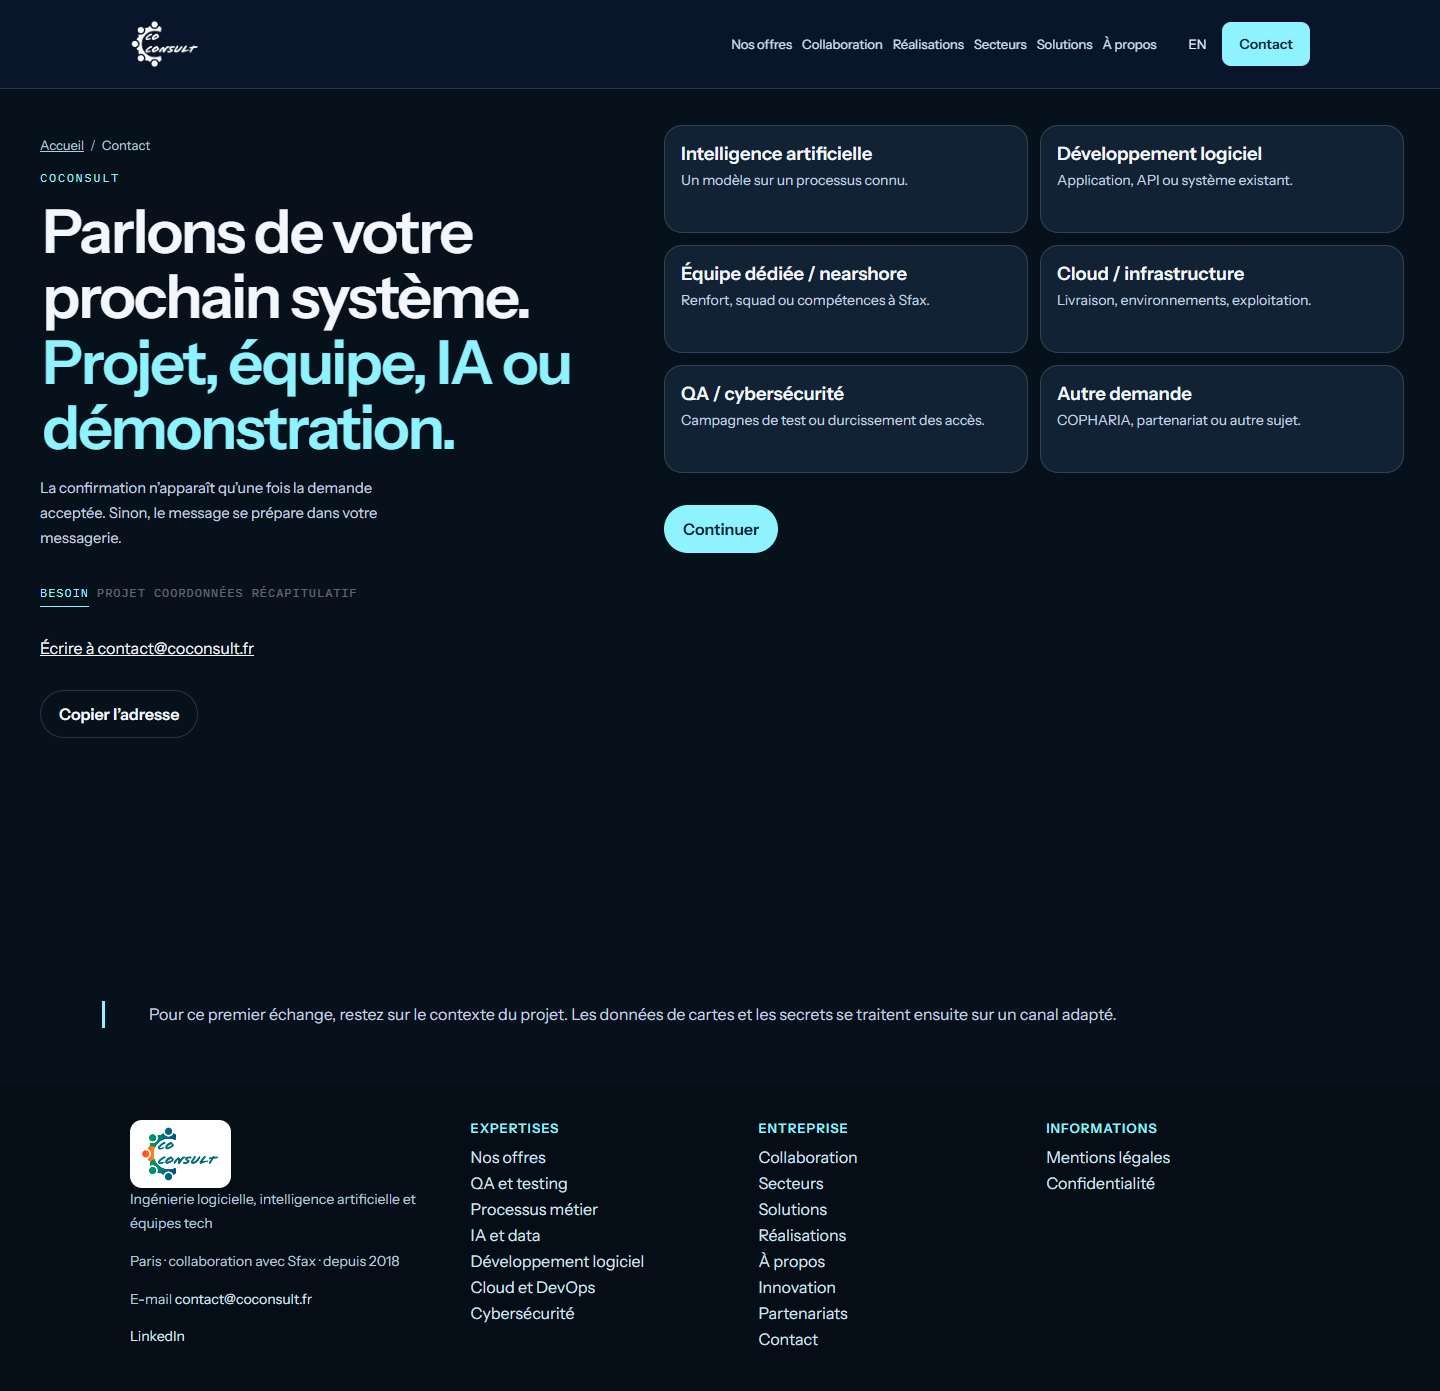 CO
CONSULT
Nos offres
Collaboration
Réalisations
Secteurs
Solutions
À propos
EN
Contact
Accueil / Contact
COCONSULT
Parlons de votre
prochain système.
Projet, équipe, IA ou
démonstration.
La confirmation n’apparaît qu’une fois la demande
acceptée. Sinon, le message se prépare dans votre
messagerie.
BESOIN PROJET COORDONNÉES RÉCAPITULATIF
Écrire à contact@coconsult.fr
Copier l’adresse
Intelligence artificielle
Un modèle sur un processus connu.
Développement logiciel
Application, API ou système existant.
Équipe dédiée / nearshore
Renfort, squad ou compétences à Sfax.
Cloud / infrastructure
Livraison, environnements, exploitation.
QA / cybersécurité
Campagnes de test ou durcissement des accès.
Autre demande
COPHARIA, partenariat ou autre sujet.
Continuer
Pour ce premier échange, restez sur le contexte du projet. Les données de cartes et les secrets se traitent ensuite sur un canal adapté.
CO
CONSULT
Ingénierie logicielle, intelligence artificielle et
équipes tech
Paris · collaboration avec Sfax · depuis 2018
E-mail contact@coconsult.fr
LinkedIn
EXPERTISES
Nos offres
QA et testing
Processus métier
IA et data
Développement logiciel
Cloud et DevOps
Cybersécurité
ENTREPRISE
Collaboration
Secteurs
Solutions
Réalisations
À propos
Innovation
Partenariats
Contact
INFORMATIONS
Mentions légales
Confidentialité